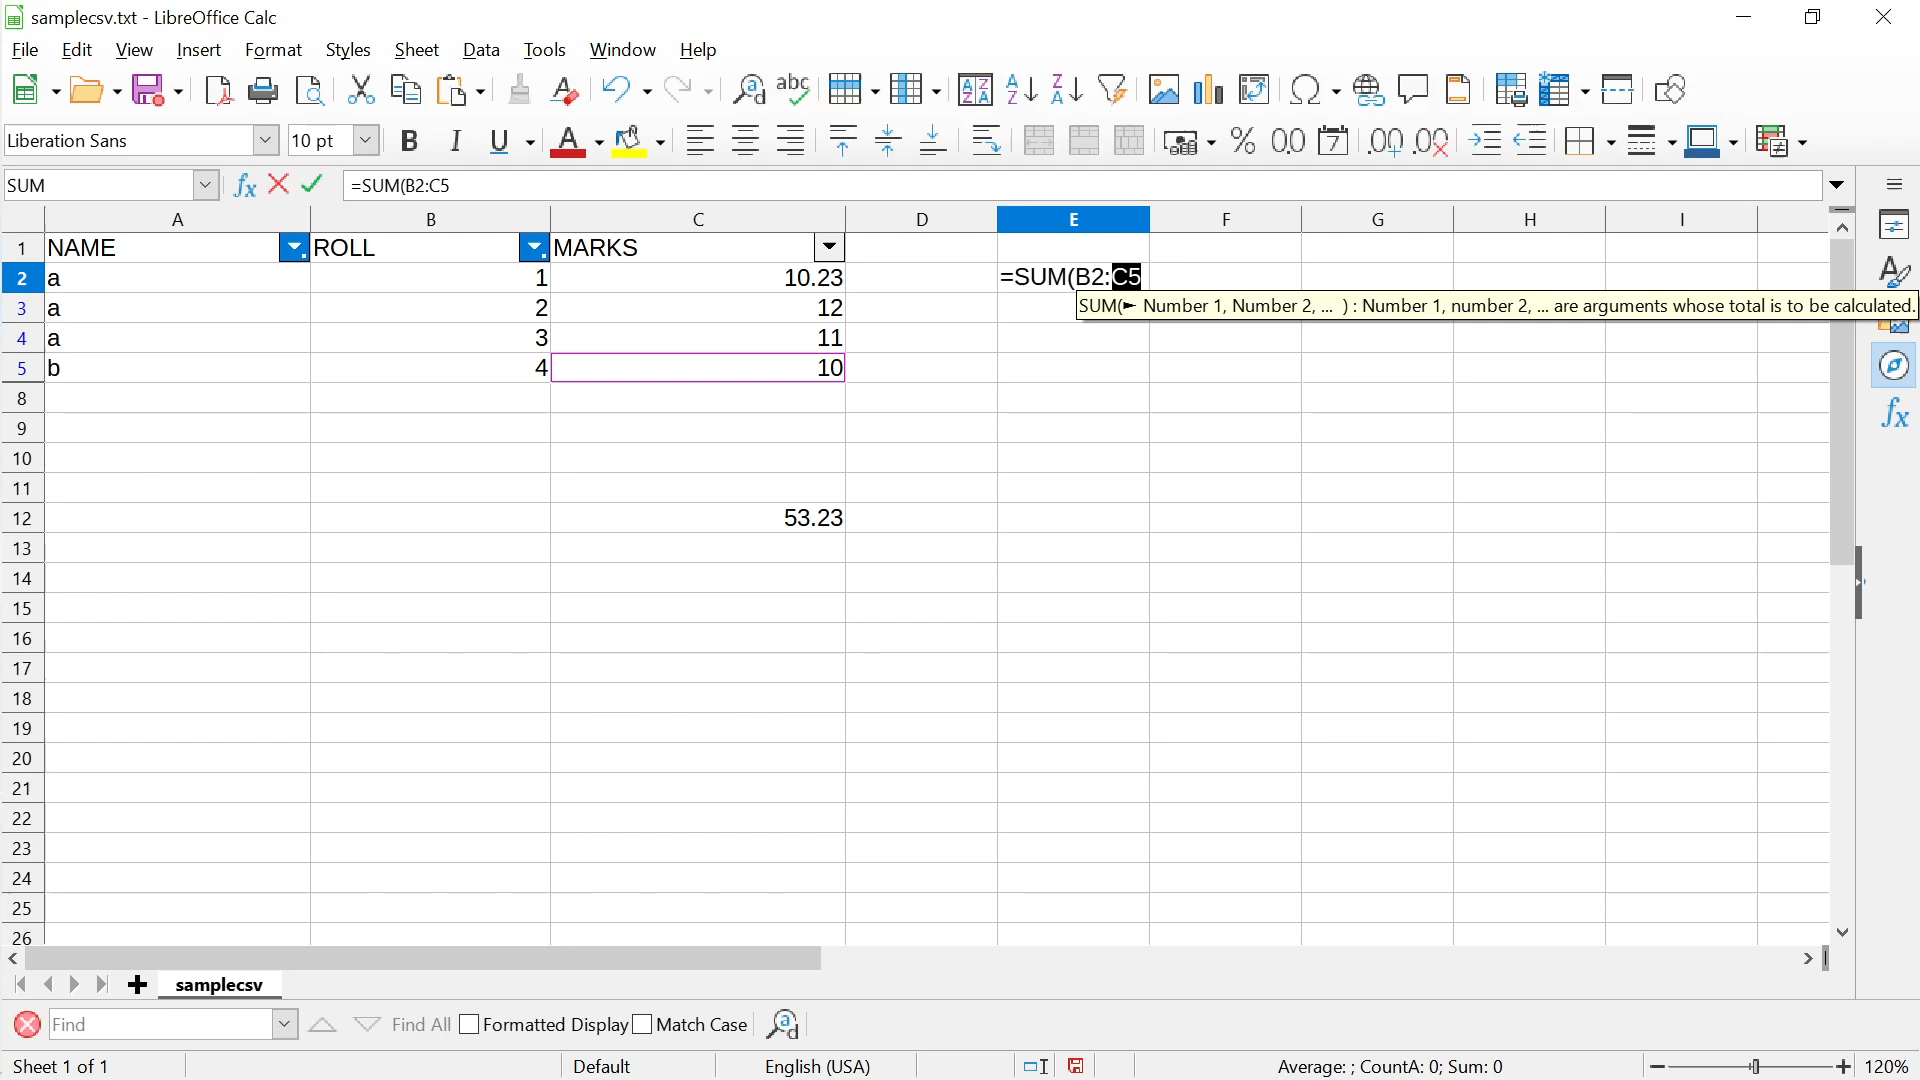 samplecsv.txt - LibreOffice Calc
File Edit View Insert Format Styles Sheet Data Tools Window Help
Liberation Sans 10 pt
SUM =SUM(B2:C5
A B C D E F G H I
1 NAME ROLL MARKS
2 a 1 10.23 =SUM(B2:C5
3 a 2 12 SUM(► Number 1, Number 2, ... ) : Number 1, number 2, ... are arguments whose total is to be calculated.
4 a 3 11
5 b 4 10
8
9
10
11
12 53.23
13
14
15
16
17
18
19
20
21
22
23
24
25
26
samplecsv
Find Find All Formatted Display Match Case
Sheet 1 of 1 Default English (USA) Average: ; CountA: 0; Sum: 0 120%